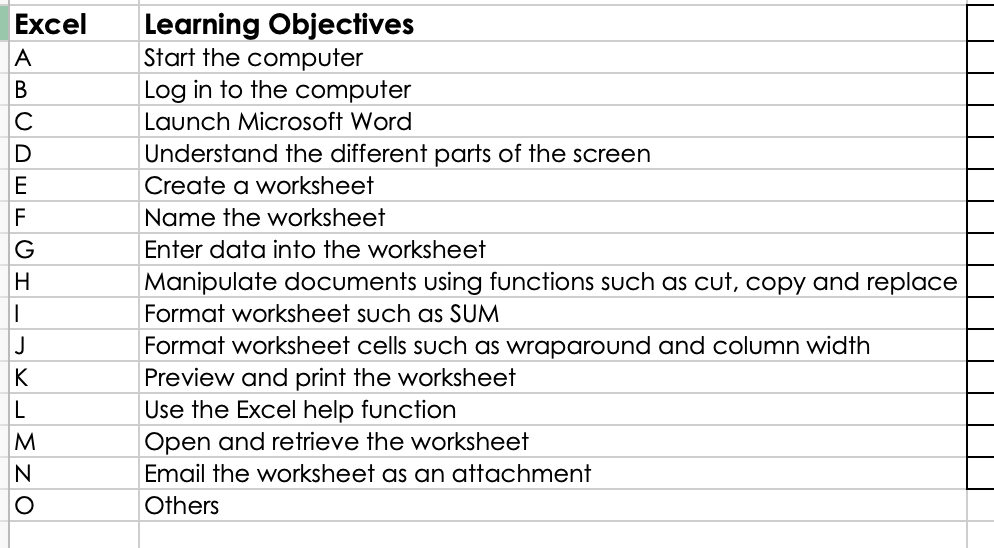 Excel Learning Objectives
A Start the computer
B Log in to the computer
C Launch Microsoft Word
D Understand the different parts of the screen
E Create a worksheet
F Name the worksheet
G Enter data into the worksheet
H Manipulate documents using functions such as cut, copy and replace
I Format worksheet such as SUM
J Format worksheet cells such as wraparound and column width
K Preview and print the worksheet
L Use the Excel help function
M Open and retrieve the worksheet
N Email the worksheet as an attachment
O Others